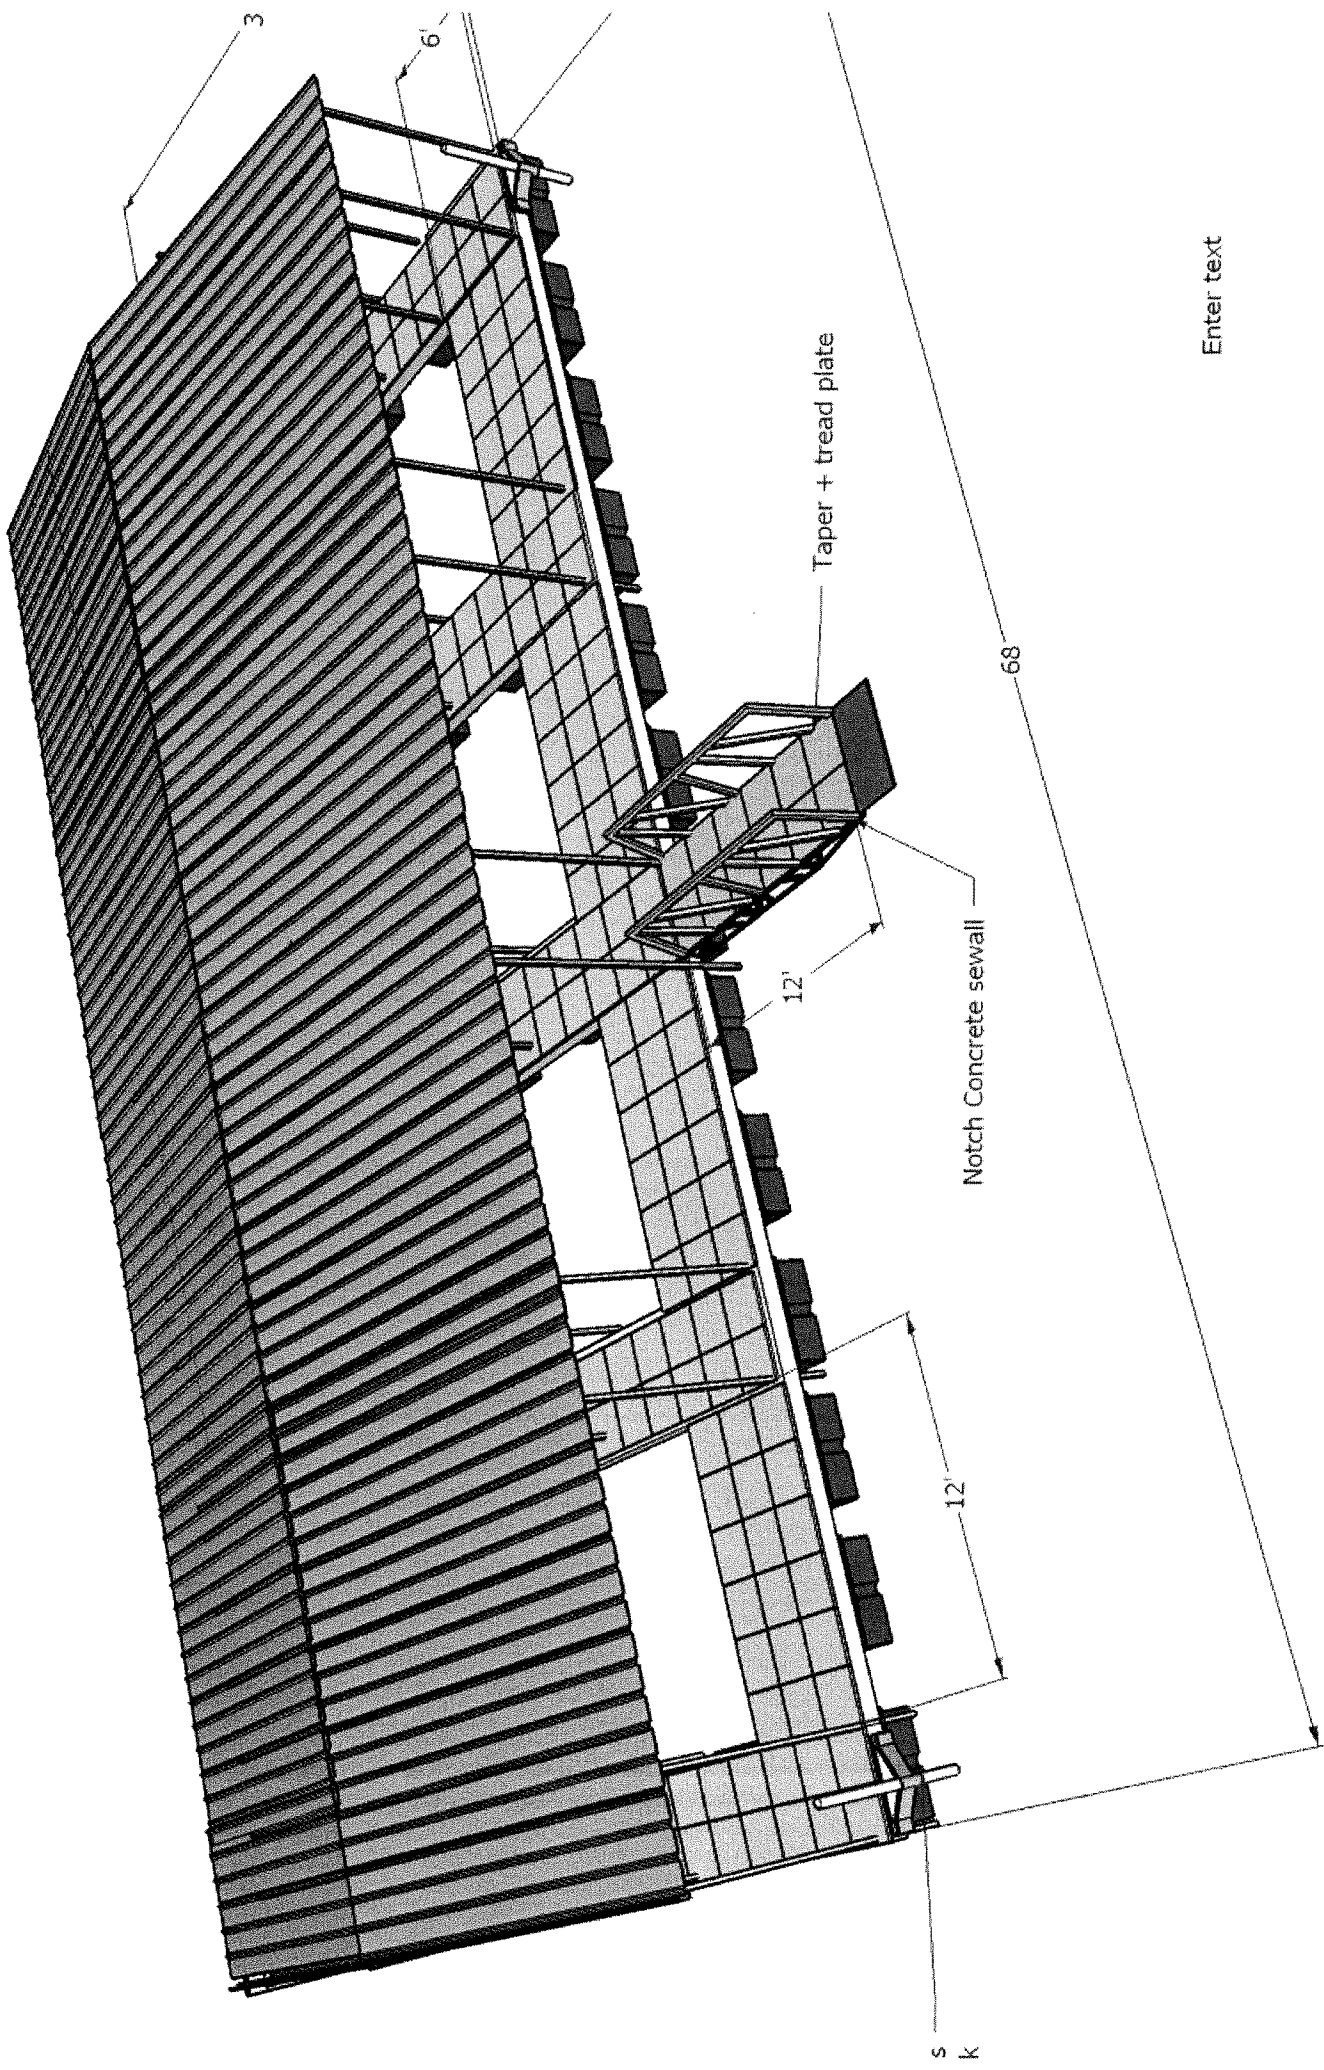 3
6'
Taper + tread plate
Enter text
68'
12'
Notch Concrete sewall
12'
s
k